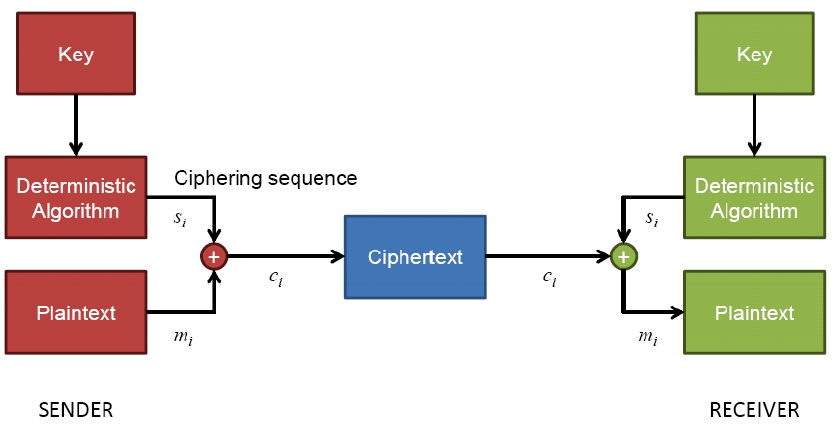 Key
Key
Deterministic
Algorithm
Ciphering sequence
Deterministic
Algorithm
s_i
s_i
+
Ciphertext
+
c_i
c_i
Plaintext
Plaintext
m_i
m_i
SENDER
RECEIVER